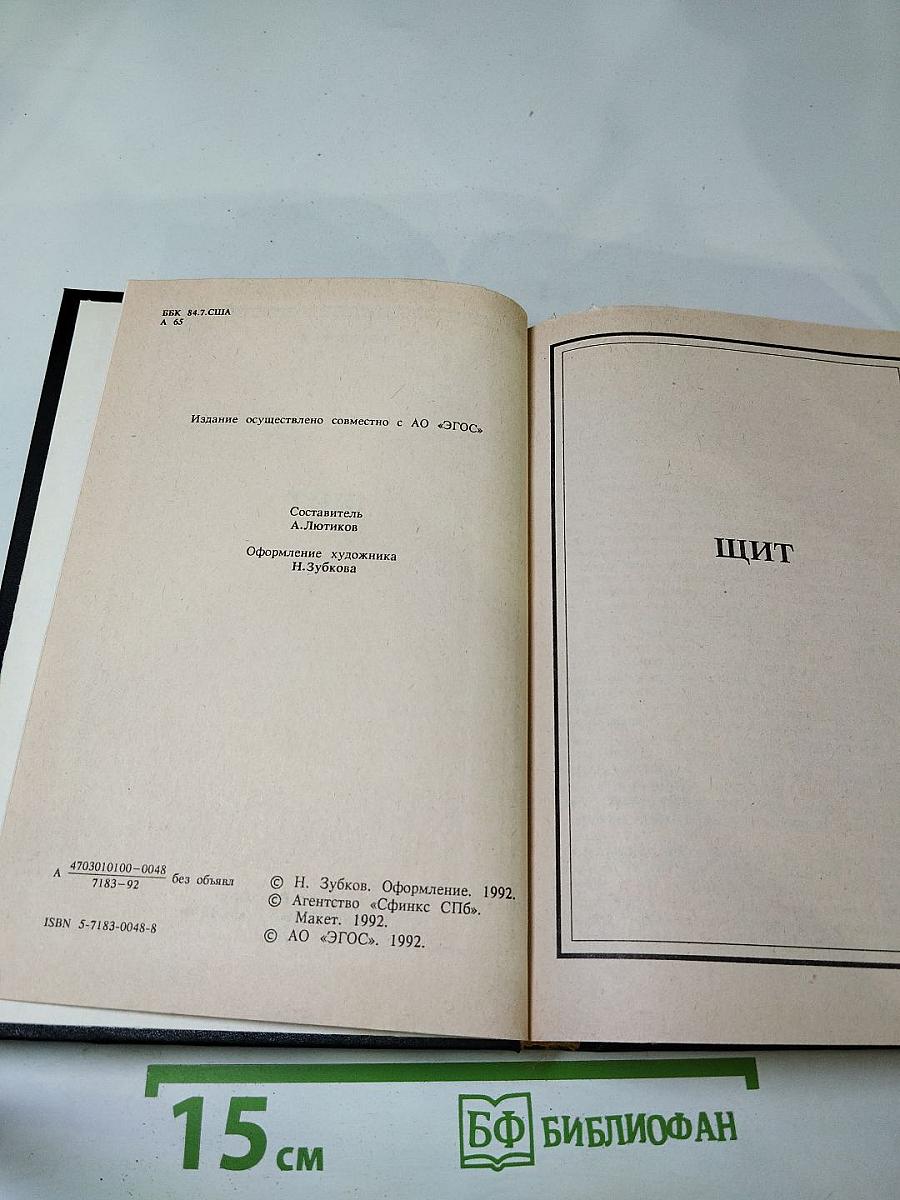 ББК 84.7.США
А 65
Издание осуществлено совместно с АО «ЭГОС»
Составитель
А.Лютиков
Оформление художника
Н.Зубкова
А 4703010100−0048
7183−92
без объявл
ISBN 5-7183-0048-8
© Н. Зубков. Оформление. 1992.
© Агентство «Сфинкс СПб».
Макет. 1992.
© АО «ЭГОС». 1992.
ЩИТ
15 см
БФ БИБЛИОФАН